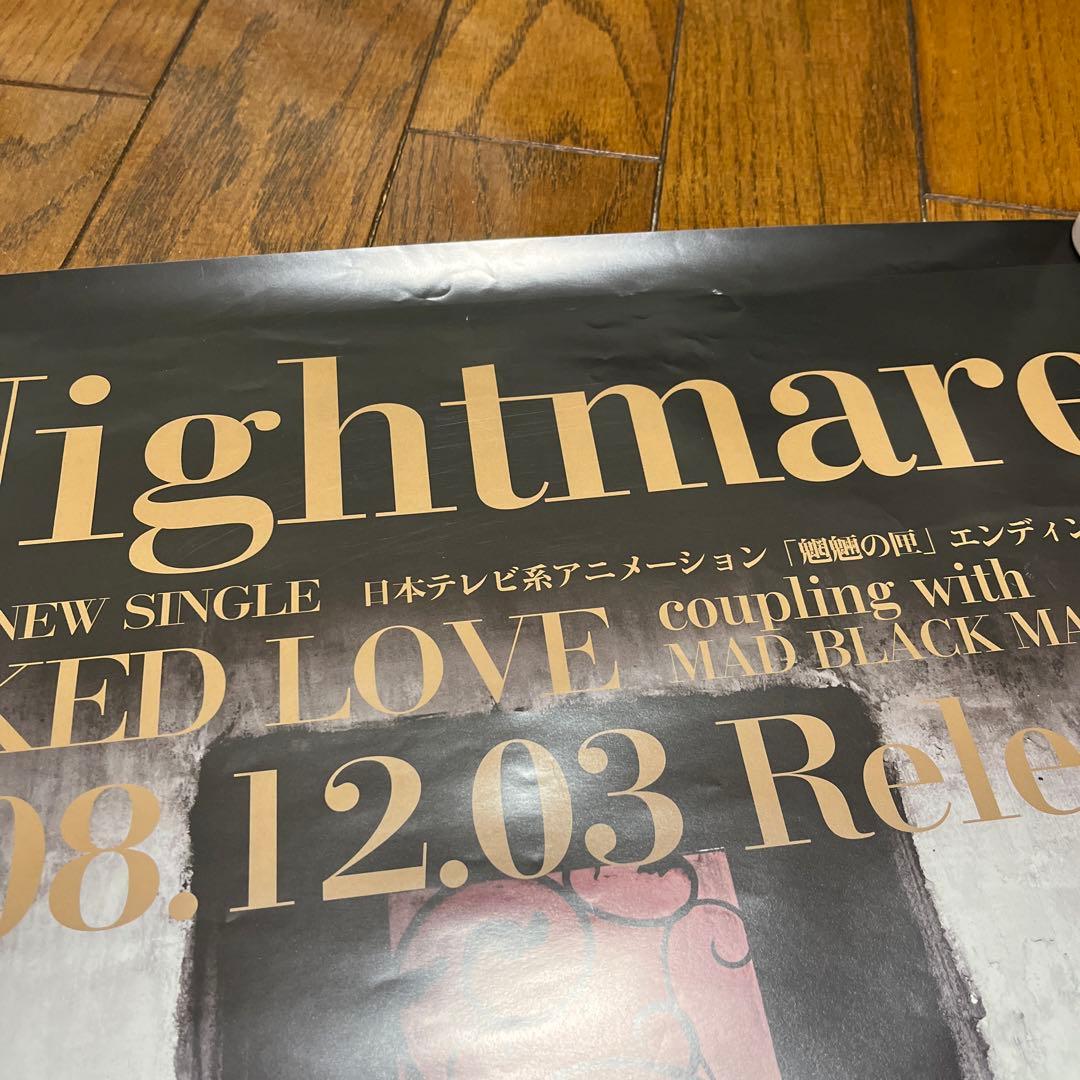 Nightmare
NEW SINGLE 日本テレビ系アニメーション「魍魎の匣」エンディン
KED LOVE coupling with
MAD BLACK MA
08.12.03 Rele